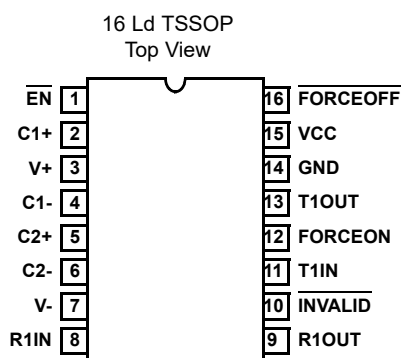 16 Ld TSSOP
Top View
EN 1 16 FORCEOFF
C1+ 2 15 VCC
V+ 3 14 GND
C1- 4 13 T1OUT
C2+ 5 12 FORCEON
C2- 6 11 T1IN
V- 7 10 INVALID
R1IN 8 9 R1OUT